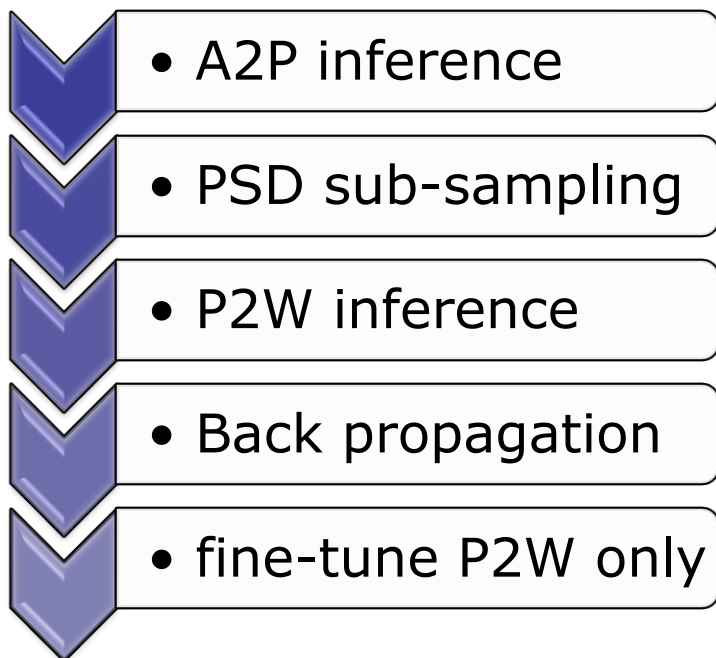 • A2P inference
• PSD sub-sampling
• P2W inference
• Back propagation
• fine-tune P2W only